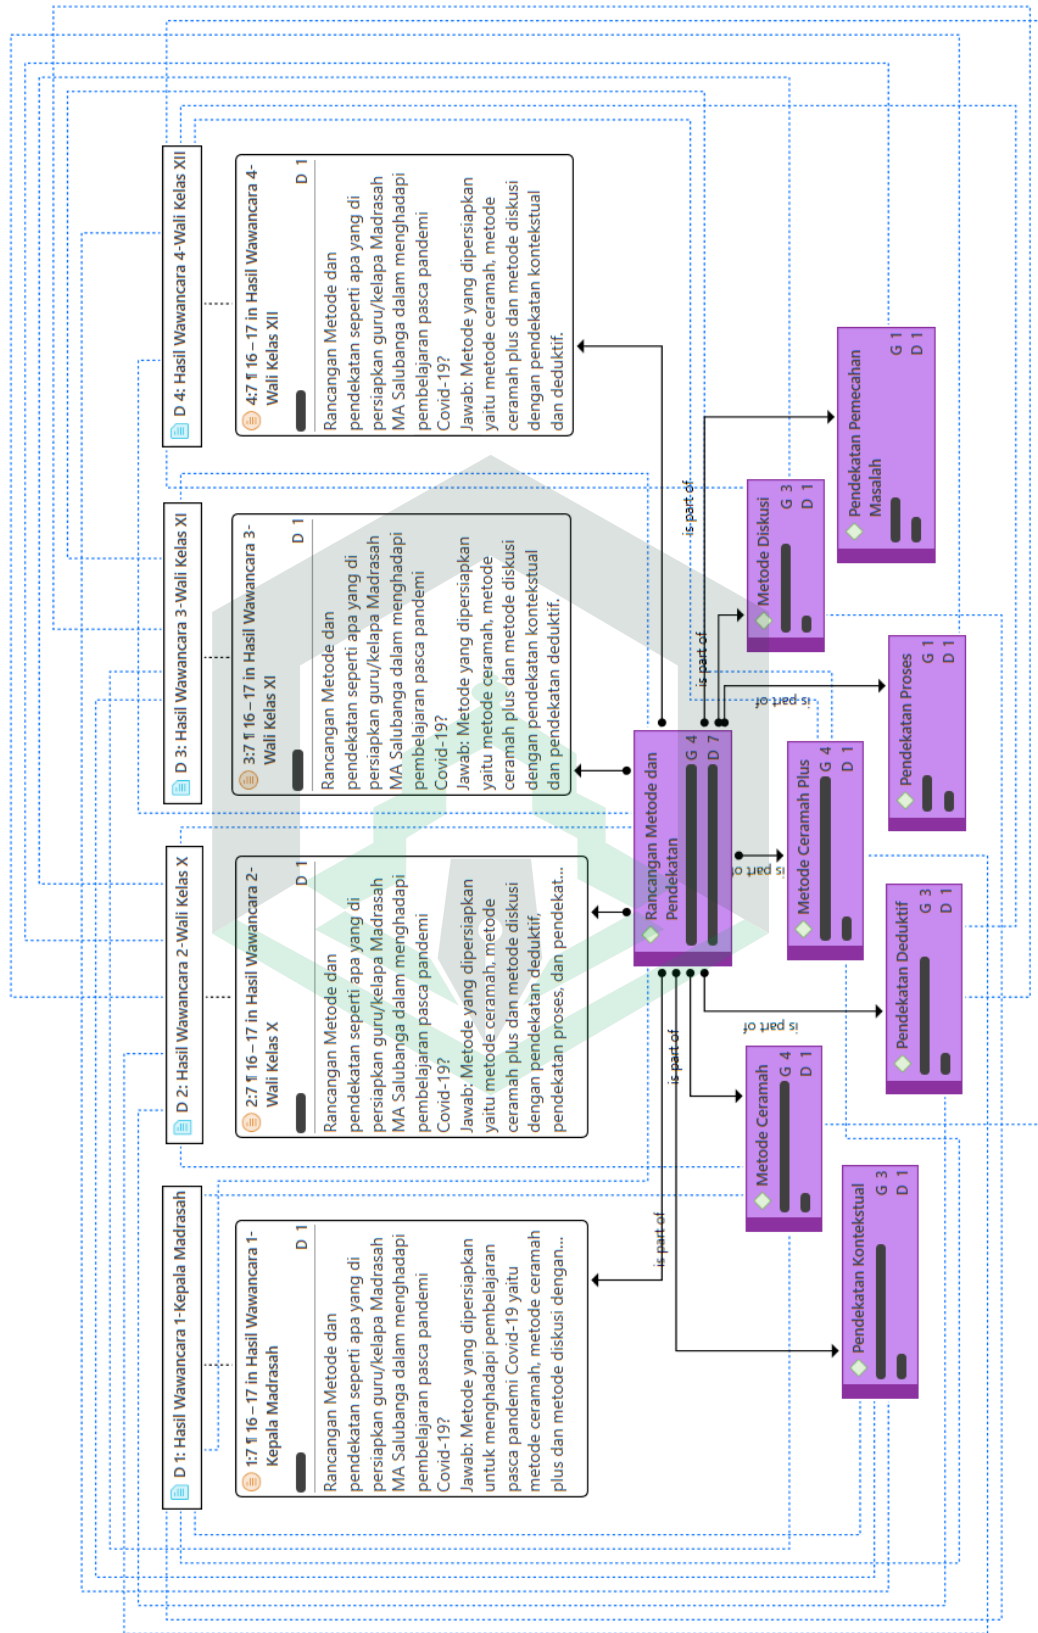 D 1: Hasil Wawancara 1-Kepala Madrasah
D 2: Hasil Wawancara 2-Wali Kelas X
D 3: Hasil Wawancara 3-Wali Kelas XI
D 4: Hasil Wawancara 4-Wali Kelas XII
1:7 ¶ 16 – 17 in Hasil Wawancara 1-
Kepala Madrasah
D 1
Rancangan Metode dan
pendekatan seperti apa yang di
persiapkan guru/kelapa Madrasah
MA Salubanga dalam menghadapi
pembelajaran pasca pandemi
Covid-19?
Jawab: Metode yang dipersiapkan
untuk menghadapi pembelajaran
pasca pandemi Covid-19 yaitu
metode ceramah, metode ceramah
plus dan metode diskusi dengan...
2:7 ¶ 16 – 17 in Hasil Wawancara 2-
Wali Kelas X
D 1
Rancangan Metode dan
pendekatan seperti apa yang di
persiapkan guru/kelapa Madrasah
MA Salubanga dalam menghadapi
pembelajaran pasca pandemi
Covid-19?
Jawab: Metode yang dipersiapkan
yaitu metode ceramah, metode
ceramah plus dan metode diskusi
dengan pendekatan deduktif,
pendekatan proses, dan pendekat...
3:7 ¶ 16 – 17 in Hasil Wawancara 3-
Wali Kelas XI
D 1
Rancangan Metode dan
pendekatan seperti apa yang di
persiapkan guru/kelapa Madrasah
MA Salubanga dalam menghadapi
pembelajaran pasca pandemi
Covid-19?
Jawab: Metode yang dipersiapkan
yaitu metode ceramah, metode
ceramah plus dan metode diskusi
dengan pendekatan kontekstual
dan pendekatan deduktif.
4:7 ¶ 16 – 17 in Hasil Wawancara 4-
Wali Kelas XII
D 1
Rancangan Metode dan
pendekatan seperti apa yang di
persiapkan guru/kelapa Madrasah
MA Salubanga dalam menghadapi
pembelajaran pasca pandemi
Covid-19?
Jawab: Metode yang dipersiapkan
yaitu metode ceramah, metode
ceramah plus dan metode diskusi
dengan pendekatan kontekstual
dan deduktif.
Rancangan Metode dan
Pendekatan
G 4
D 7
is part of
is part of
is part of
is part of
is part of
is part of
is part of
Metode Ceramah
G 4
D 1
Metode Ceramah Plus
G 4
D 1
Metode Diskusi
G 3
D 1
Pendekatan Kontekstual
G 3
D 1
Pendekatan Deduktif
G 3
D 1
Pendekatan Proses
G 1
D 1
Pendekatan Pemecahan
Masalah
G 1
D 1